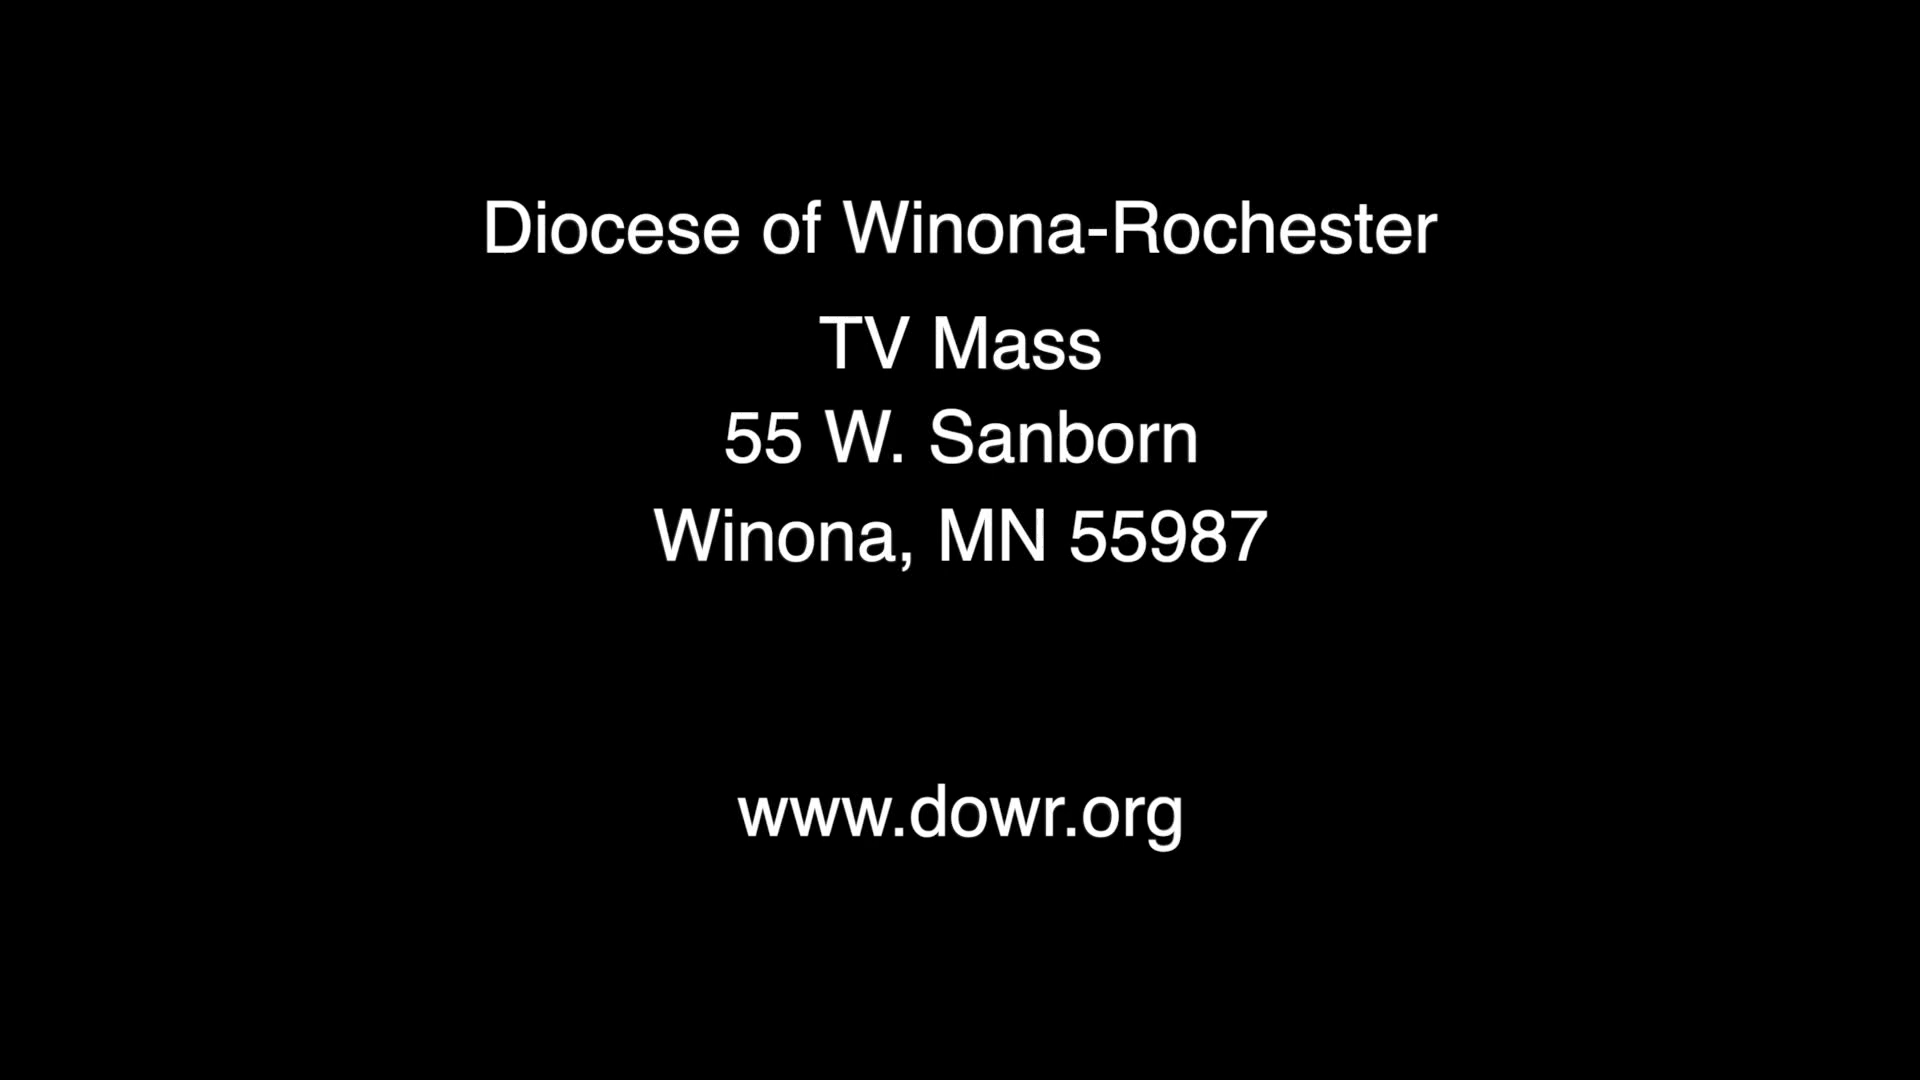 Diocese of Winona-Rochester
TV Mass
55 W. Sanborn
Winona, MN 55987
www.dowr.org